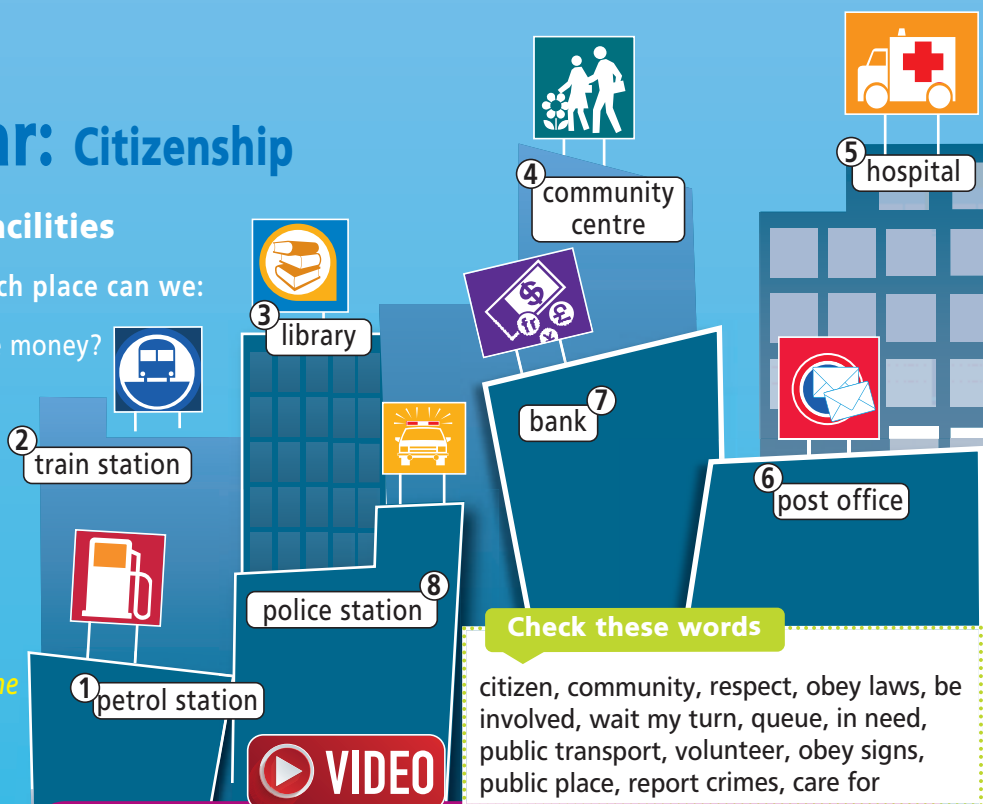 Citizenship
ch place can we:
money?
1 petrol station
2 train station
3 library
4 community
centre
5 hospital
6 post office
7 bank
8 police station
VIDEO
Check these words
citizen, community, respect, obey laws, be
involved, wait my turn, queue, in need,
public transport, volunteer, obey signs,
public place, report crimes, care for